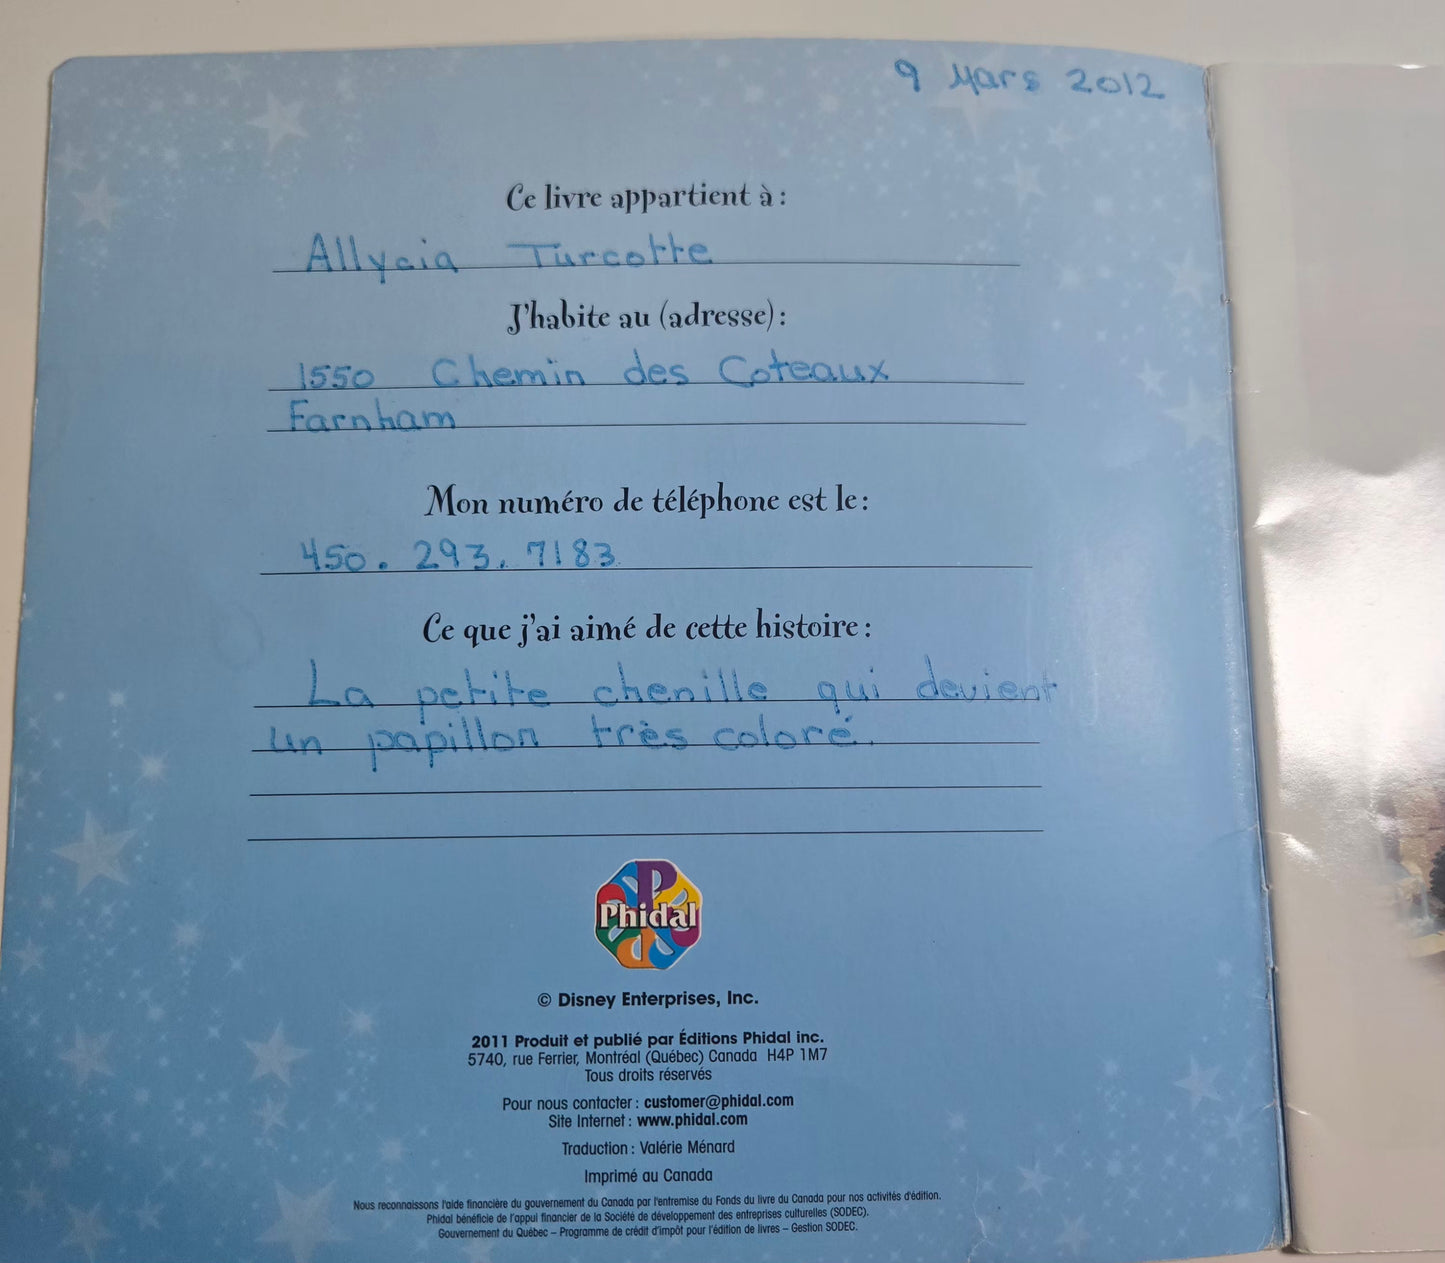 9 Mars 2012
Ce livre appartient à :
Allycia Turcotte
J'habite au (adresse) :
1550 Chemin des Coteaux
Farnham
Mon numéro de téléphone est le :
450. 293. 7183
Ce que j'ai aimé de cette histoire :
La petite chenille qui devient
un papillon très coloré.
Phidal
© Disney Enterprises, Inc.
2011 Produit et publié par Éditions Phidal inc.
5740, rue Ferrier, Montréal (Québec) Canada H4P 1M7
Tous droits réservés
Pour nous contacter : customer@phidal.com
Site Internet : www.phidal.com
Traduction : Valérie Ménard
Imprimé au Canada
Nous reconnaissons l'aide financière du gouvernement du Canada par l'entremise du Fonds du livre du Canada pour nos activités d'édition.
Phidal bénéficie de l'appui financier de la Société de développement des entreprises culturelles (SODEC).
Gouvernement du Québec – Programme de crédit d'impôt pour l'édition de livres – Gestion SODEC.